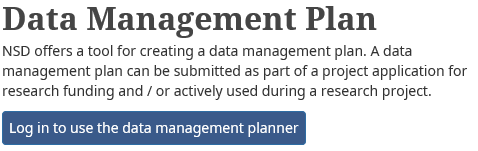 Data Management Plan
NSD offers a tool for creating a data management plan. A data
management plan can be submitted as part of a project application for
research funding and / or actively used during a research project.
Log in to use the data management planner